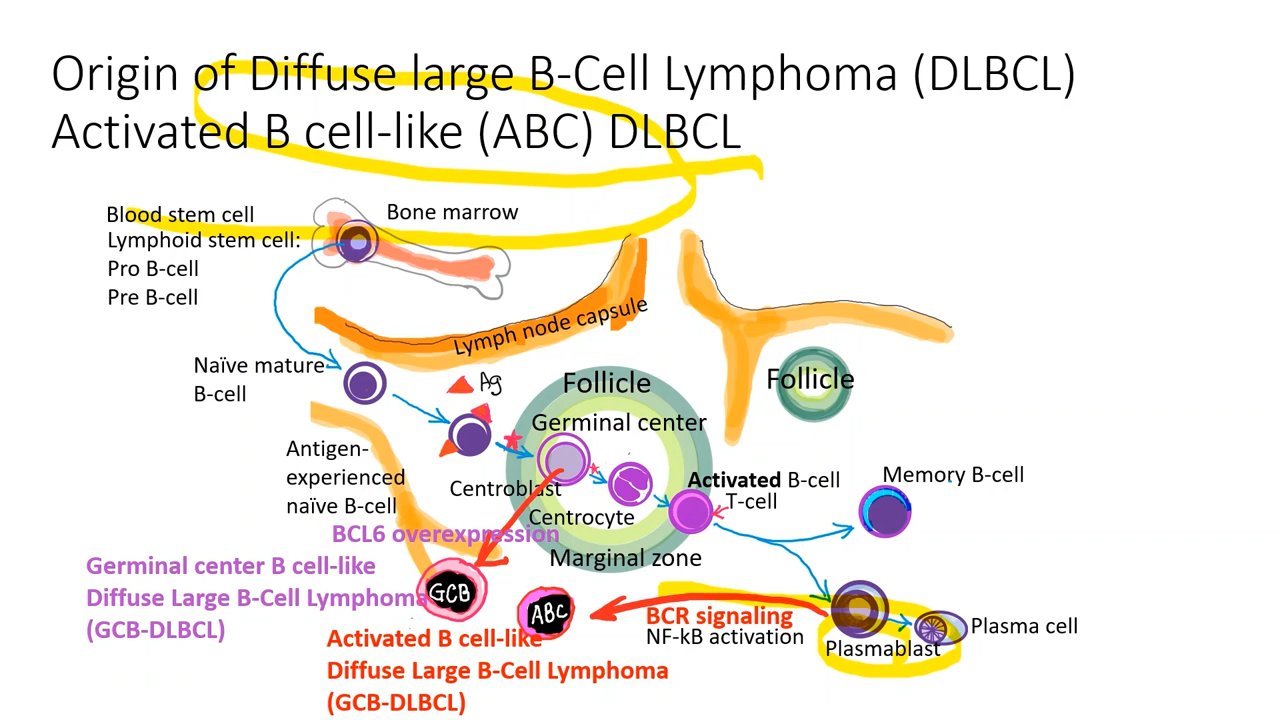 Origin of Diffuse large B-Cell Lymphoma (DLBCL)
Activated B cell-like (ABC) DLBCL
Blood stem cell
Lymphoid stem cell:
Pro B-cell
Pre B-cell
Bone marrow
Lymph node capsule
Naïve mature
B-cell
Ag
Follicle
Follicle
Germinal center
Antigen-
experienced
naïve B-cell
Centroblast
Centrocyte
Activated B-cell
T-cell
Memory B-cell
Marginal zone
BCL6 overexpression
Germinal center B cell-like
Diffuse Large B-Cell Lymphoma
(GCB-DLBCL)
GCB
ABC
BCR signaling
NF-kB activation
Plasmablast
Plasma cell
Activated B cell-like
Diffuse Large B-Cell Lymphoma
(GCB-DLBCL)